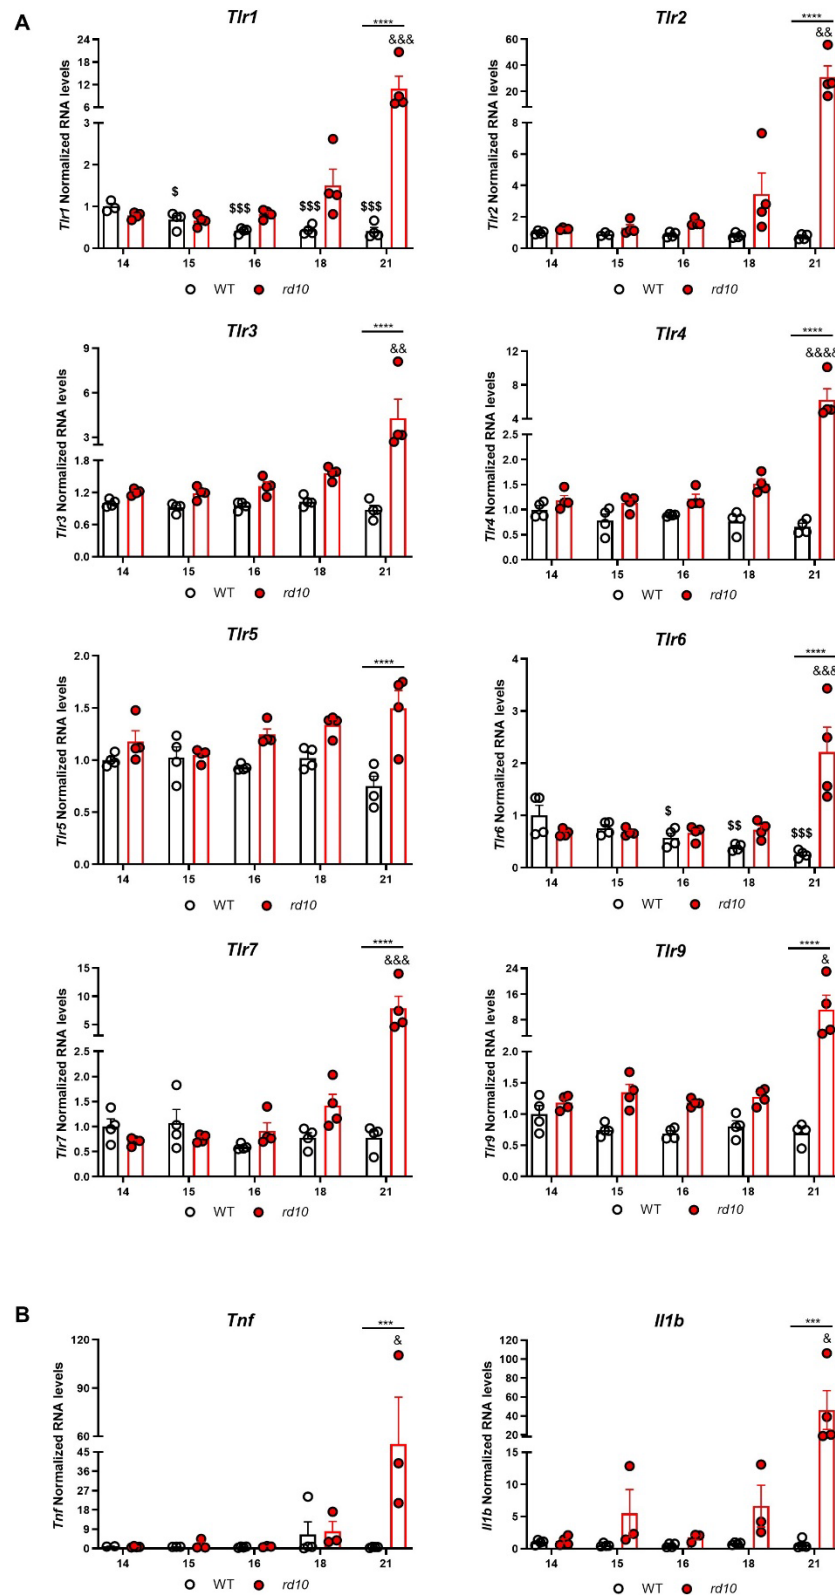 A
Tlr1
****
&&&
Tlr1 Normalized RNA levels
24
18
12
6
3
2
1
0
$
$$$
$$$
$$$
14 15 16 18 21
WT rd10
Tlr2
****
&&
Tlr2 Normalized RNA levels
60
40
20
8
6
4
2
0
14 15 16 18 21
WT rd10
Tlr3
****
&&
Tlr3 Normalized RNA levels
9
6
3
1.8
1.2
0.6
0.0
14 15 16 18 21
WT rd10
Tlr4
****
&&&&
Tlr4 Normalized RNA levels
12
8
4
2.5
2.0
1.5
1.0
0.5
0.0
14 15 16 18 21
WT rd10
Tlr5
****
Tlr5 Normalized RNA levels
2.0
1.5
1.0
0.5
0.0
14 15 16 18 21
WT rd10
Tlr6
****
&&&
Tlr6 Normalized RNA levels
4
3
2
1
0
$
$$
$$$
14 15 16 18 21
WT rd10
Tlr7
****
&&&
Tlr7 Normalized RNA levels
15
10
5
2.5
2.0
1.5
1.0
0.5
0.0
14 15 16 18 21
WT rd10
Tlr9
****
&
Tlr9 Normalized RNA levels
24
16
8
2.0
1.5
1.0
0.5
0.0
14 15 16 18 21
WT rd10
B
Tnf
***
&
Tnf Normalized RNA levels
120
90
60
45
36
27
18
9
0
14 15 16 18 21
WT rd10
Il1b
***
&
Il1b Normalized RNA levels
120
100
80
60
40
20
15
10
5
0
14 15 16 18 21
WT rd10